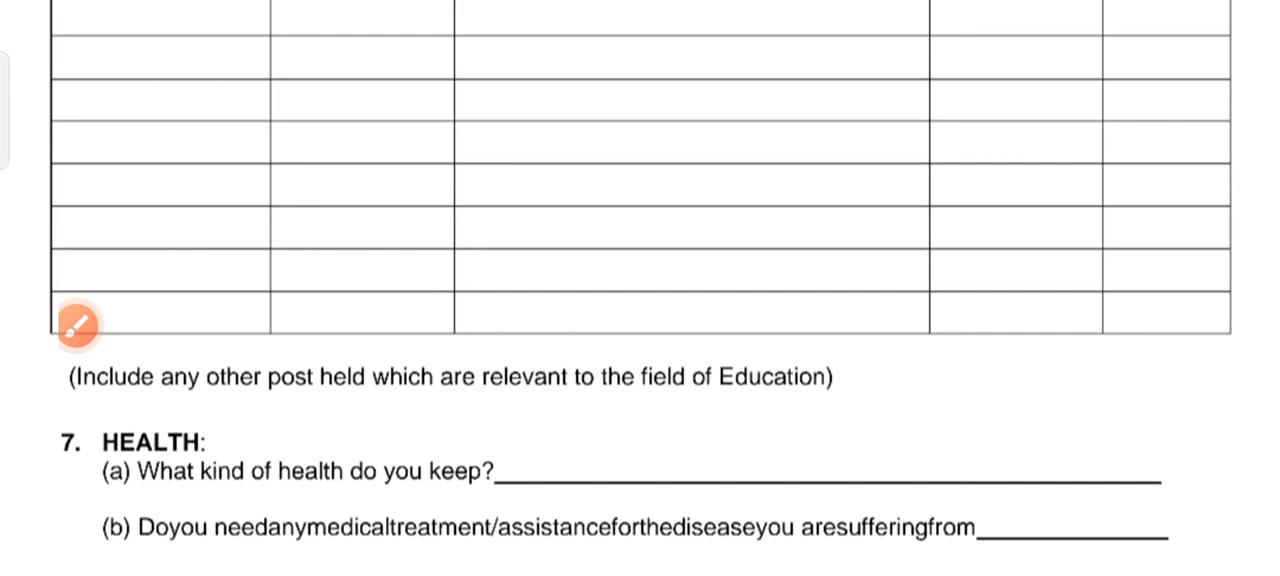 (Include any other post held which are relevant to the field of Education)
7. HEALTH:
(a) What kind of health do you keep?
(b) Doyou needanymedicaltreatment/assistanceforthediseaseyou aresufferingfrom